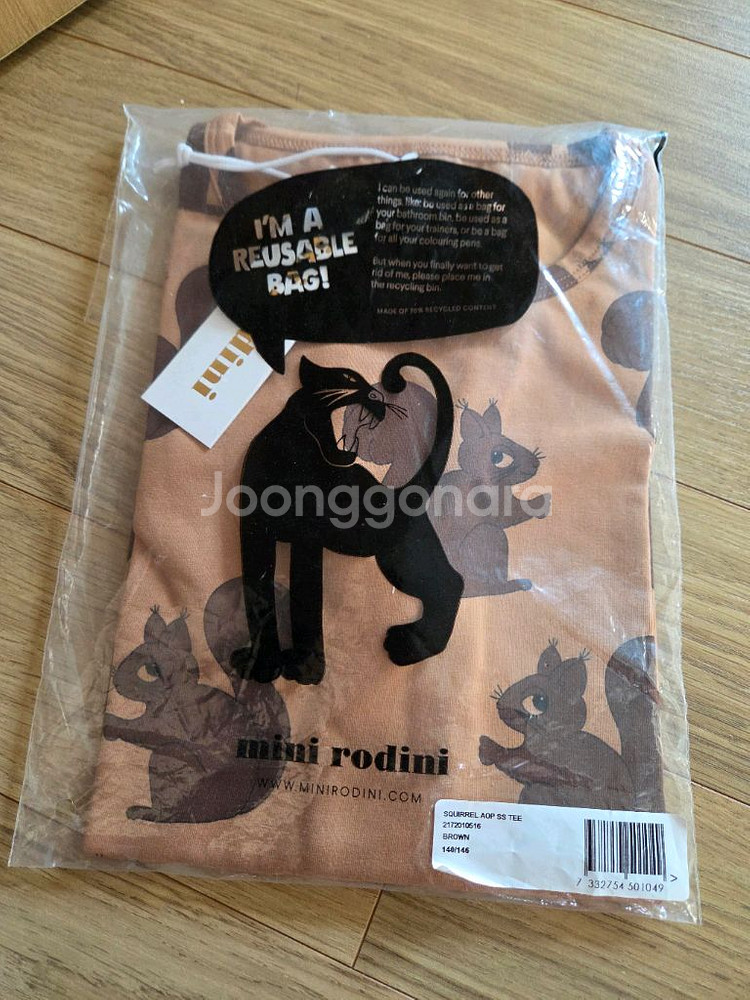 I'M A
REUSABLE
BAG!
I can be used again for other
things, like: be used as a bag for
your bathroom bin, be used as a
bag for your trainers, or be a bag
for all your colouring pens.
But when you finally want to get
rid of me, please place me in
the recycling bin.
MADE OF 70% RECYCLED CONTENT
dini
Joonggonara
mini rodini
WWW.MINIRODINI.COM
SQUIRREL AOP SS TEE
2172010516
BROWN
140/146
7 332754 501049 >